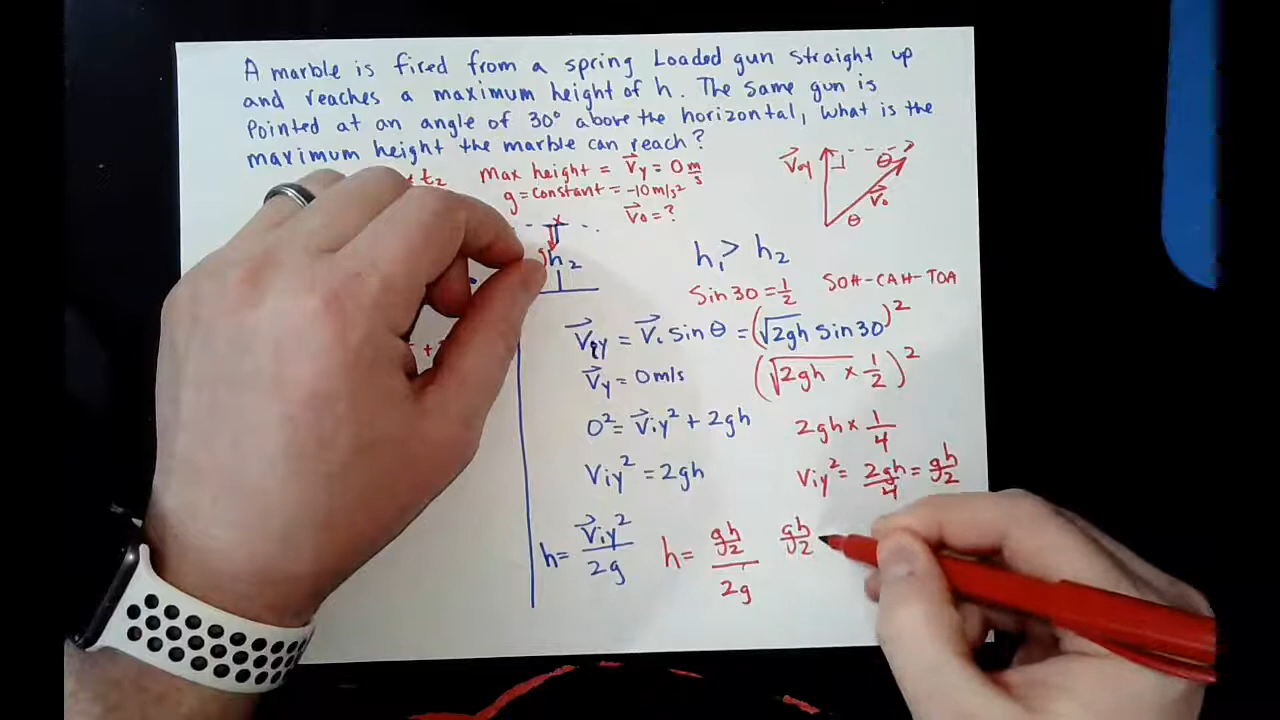 A marble is fired from a spring Loaded gun straight up
and reaches a maximum height of h. The same gun is
pointed at an angle of 30° above the horizontal, what is the
maximum height the marble can reach?
t₂ max height = V⃗y = 0 m/s
g = constant = -10 m/s²
V⃗₀ = ?
V⃗oy θ
V⃗₀
θ
x
h₂
h₁ > h₂
Sin 30 = 1/2 SOH-CAH-TOA
V⃗iy = V⃗i Sin θ = (√2gh Sin 30)²
V⃗y = 0 m/s (√2gh × 1/2)²
0² = V⃗iy² + 2gh 2gh × 1/4
Viy² = 2gh Viy² = 2gh/4 = gh/2
h = V⃗iy²/2g h = gh/2 / 2g gh/2